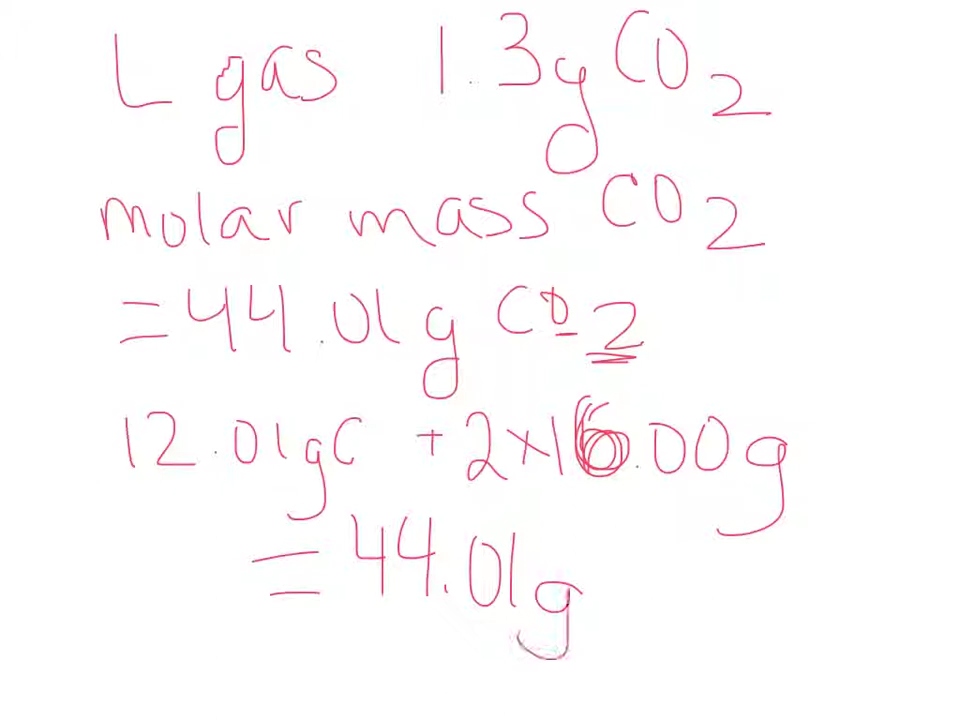 L gas 1.3g CO2
molar mass CO2
=44.01g CO2
12.01gC +2×16.00g
=44.01g